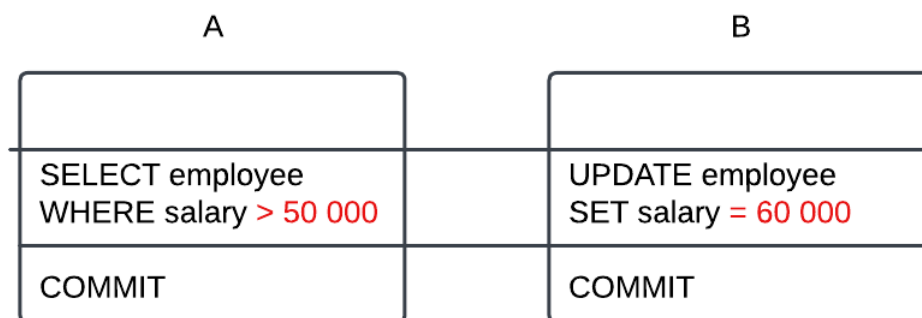 A
B
SELECT employee
WHERE salary > 50 000
UPDATE employee
SET salary = 60 000
COMMIT
COMMIT